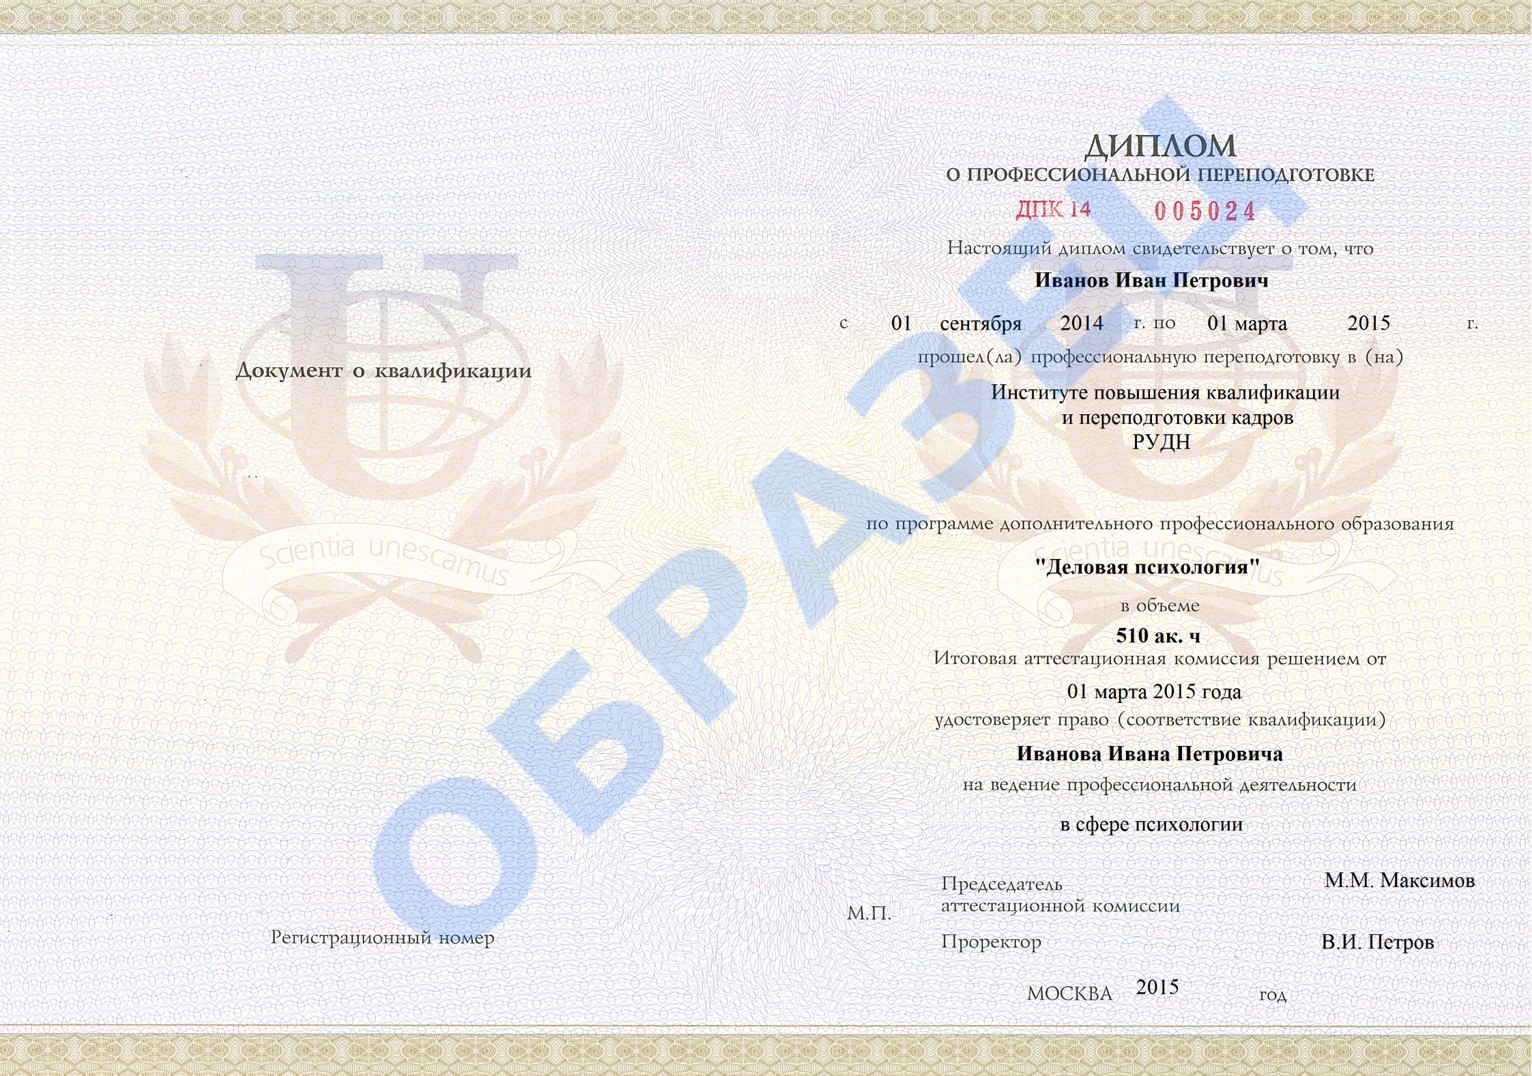 Документ о квалификации
Scientia unescamus
Регистрационный номер
ДИПЛОМ
О ПРОФЕССИОНАЛЬНОЙ ПЕРЕПОДГОТОВКЕ
ДПК 14 005024
Настоящий диплом свидетельствует о том, что
Иванов Иван Петрович
с 01 сентября 2014 г. по 01 марта 2015 г.
прошел(ла) профессиональную переподготовку в (на)
Институте повышения квалификации
и переподготовки кадров
РУДН
по программе дополнительного профессионального образования
Scientia unescamus
"Деловая психология"
в объеме
510 ак. ч
Итоговая аттестационная комиссия решением от
01 марта 2015 года
удостоверяет право (соответствие квалификации)
Иванова Ивана Петровича
на ведение профессиональной деятельности
в сфере психологии
Председатель М.М. Максимов
аттестационной комиссии
М.П.
Проректор В.И. Петров
МОСКВА 2015 год
ОБРАЗЕЦ